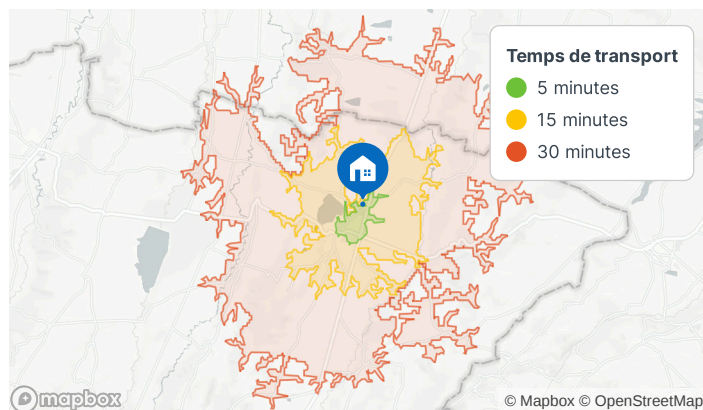 Temps de transport
5 minutes
15 minutes
30 minutes
mapbox
© Mapbox © OpenStreetMap